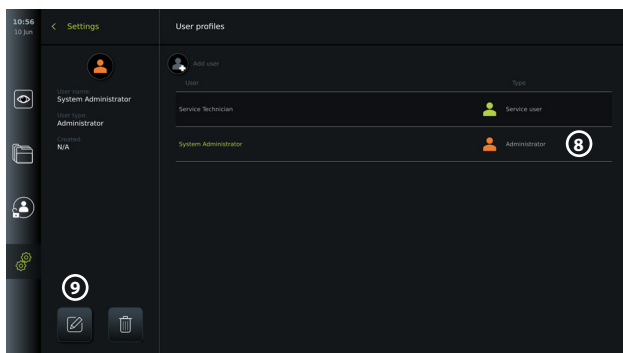 10:56
10 Jun
Settings
User profiles
User name:
System Administrator
User type:
Administrator
Created:
N/A
Add user
User
Type
Service Technician
Service user
System Administrator
Administrator
8
9